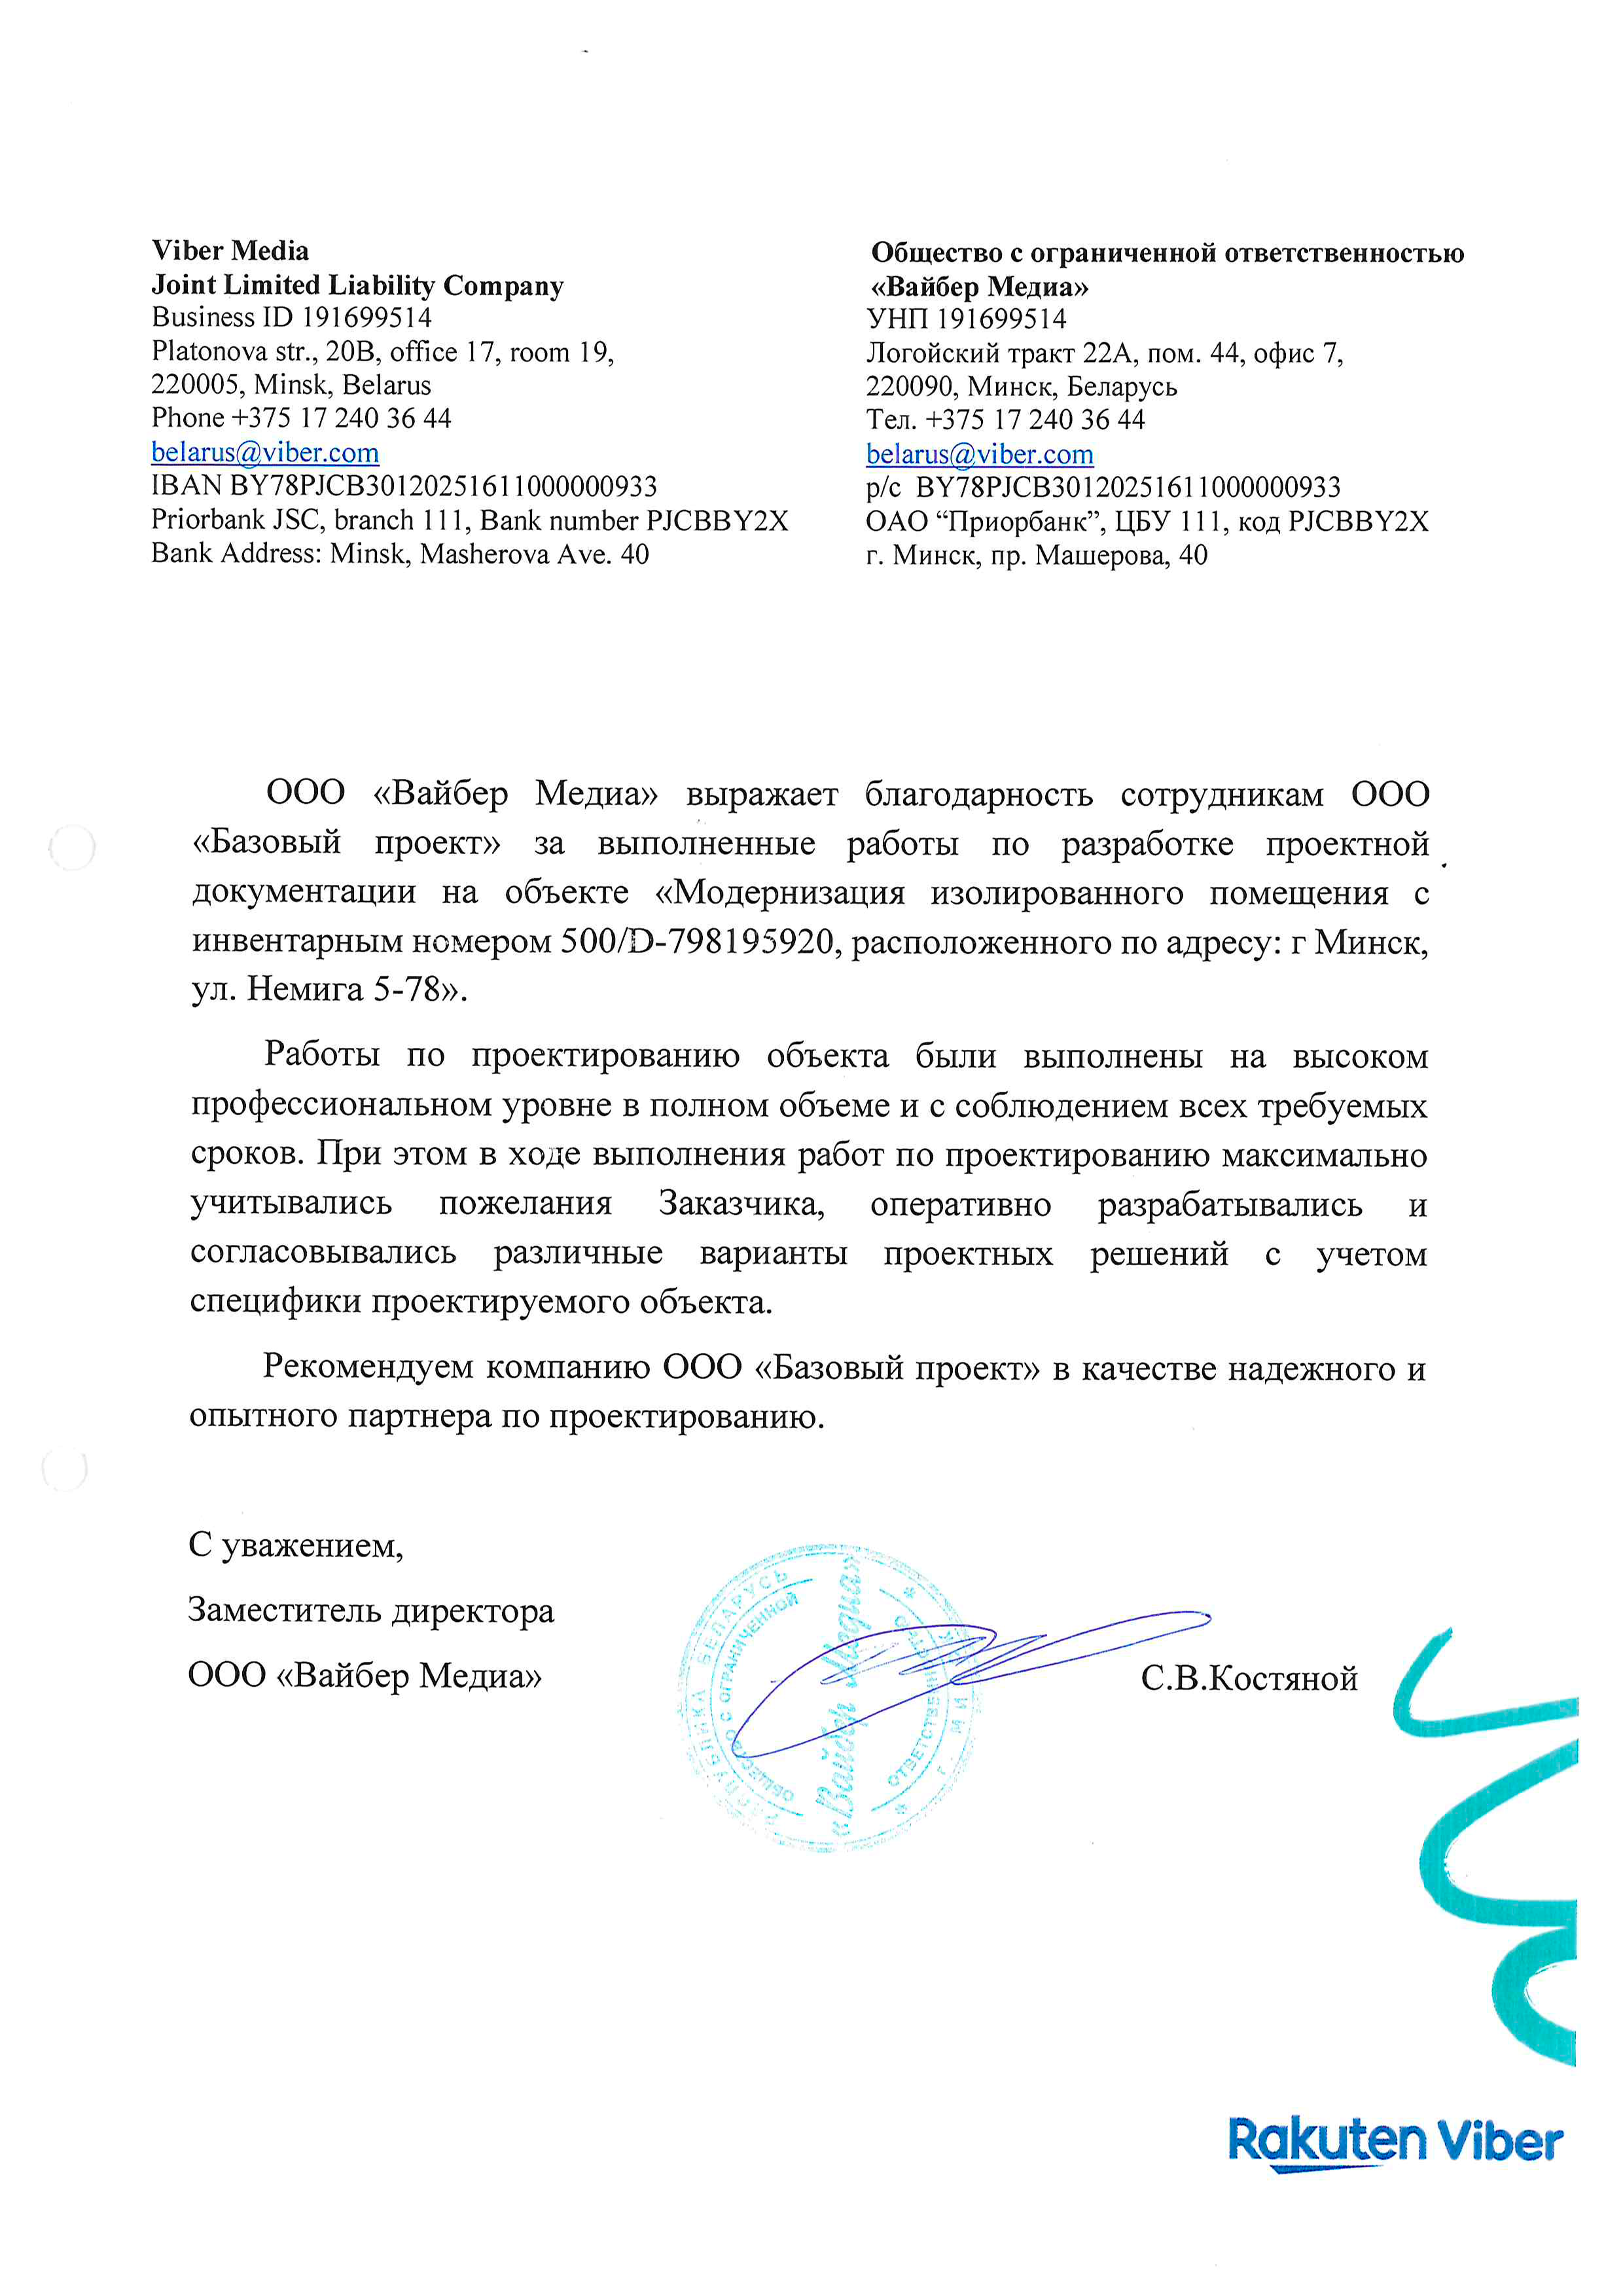 Viber Media
Joint Limited Liability Company
Business ID 191699514
Platonova str., 20B, office 17, room 19,
220005, Minsk, Belarus
Phone +375 17 240 36 44
belarus@viber.com
IBAN BY78PJCB30120251611000000933
Priorbank JSC, branch 111, Bank number PJCBBY2X
Bank Address: Minsk, Masherova Ave. 40
Общество с ограниченной ответственностью
«Вайбер Медиа»
УНП 191699514
Логойский тракт 22А, пом. 44, офис 7,
220090, Минск, Беларусь
Тел. +375 17 240 36 44
belarus@viber.com
р/с BY78PJCB30120251611000000933
ОАО “Приорбанк”, ЦБУ 111, код PJCBBY2X
г. Минск, пр. Машерова, 40
ООО «Вайбер Медиа» выражает благодарность сотрудникам ООО
«Базовый проект» за выполненные работы по разработке проектной
документации на объекте «Модернизация изолированного помещения с
инвентарным номером 500/D-798195920, расположенного по адресу: г Минск,
ул. Немига 5-78».
Работы по проектированию объекта были выполнены на высоком
профессиональном уровне в полном объеме и с соблюдением всех требуемых
сроков. При этом в ходе выполнения работ по проектированию максимально
учитывались пожелания Заказчика, оперативно разрабатывались и
согласовывались различные варианты проектных решений с учетом
специфики проектируемого объекта.
Рекомендуем компанию ООО «Базовый проект» в качестве надежного и
опытного партнера по проектированию.
С уважением,
Заместитель директора
ООО «Вайбер Медиа»
С.В.Костяной
РЕСПУБЛИКА БЕЛАРУСЬ
ОБЩЕСТВО С ОГРАНИЧЕННОЙ
«Вайбер Медиа»
Rakuten Viber